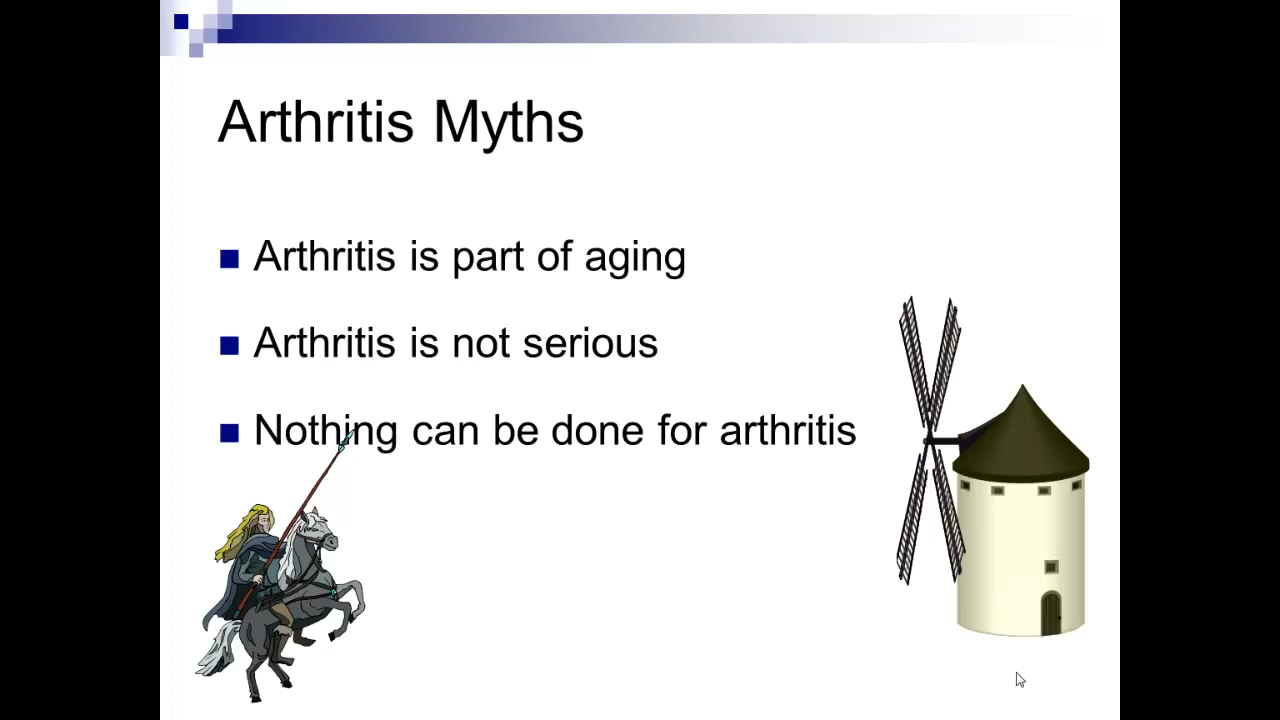 Arthritis Myths
Arthritis is part of aging
Arthritis is not serious
Nothing can be done for arthritis